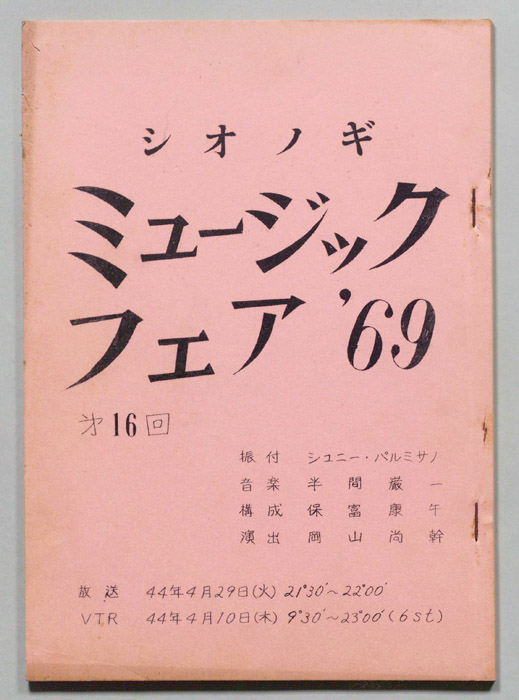 シオノギ
ミュージック
フェア '69
第16回
振付 シュニー・パルミサノ
音楽 半間巌一
構成 保富康午
演出 岡山尚幹
放送 44年4月29日(火) 21°30′〜22°00′
VTR 44年4月10日(木) 9°30′〜23°00′(6st)